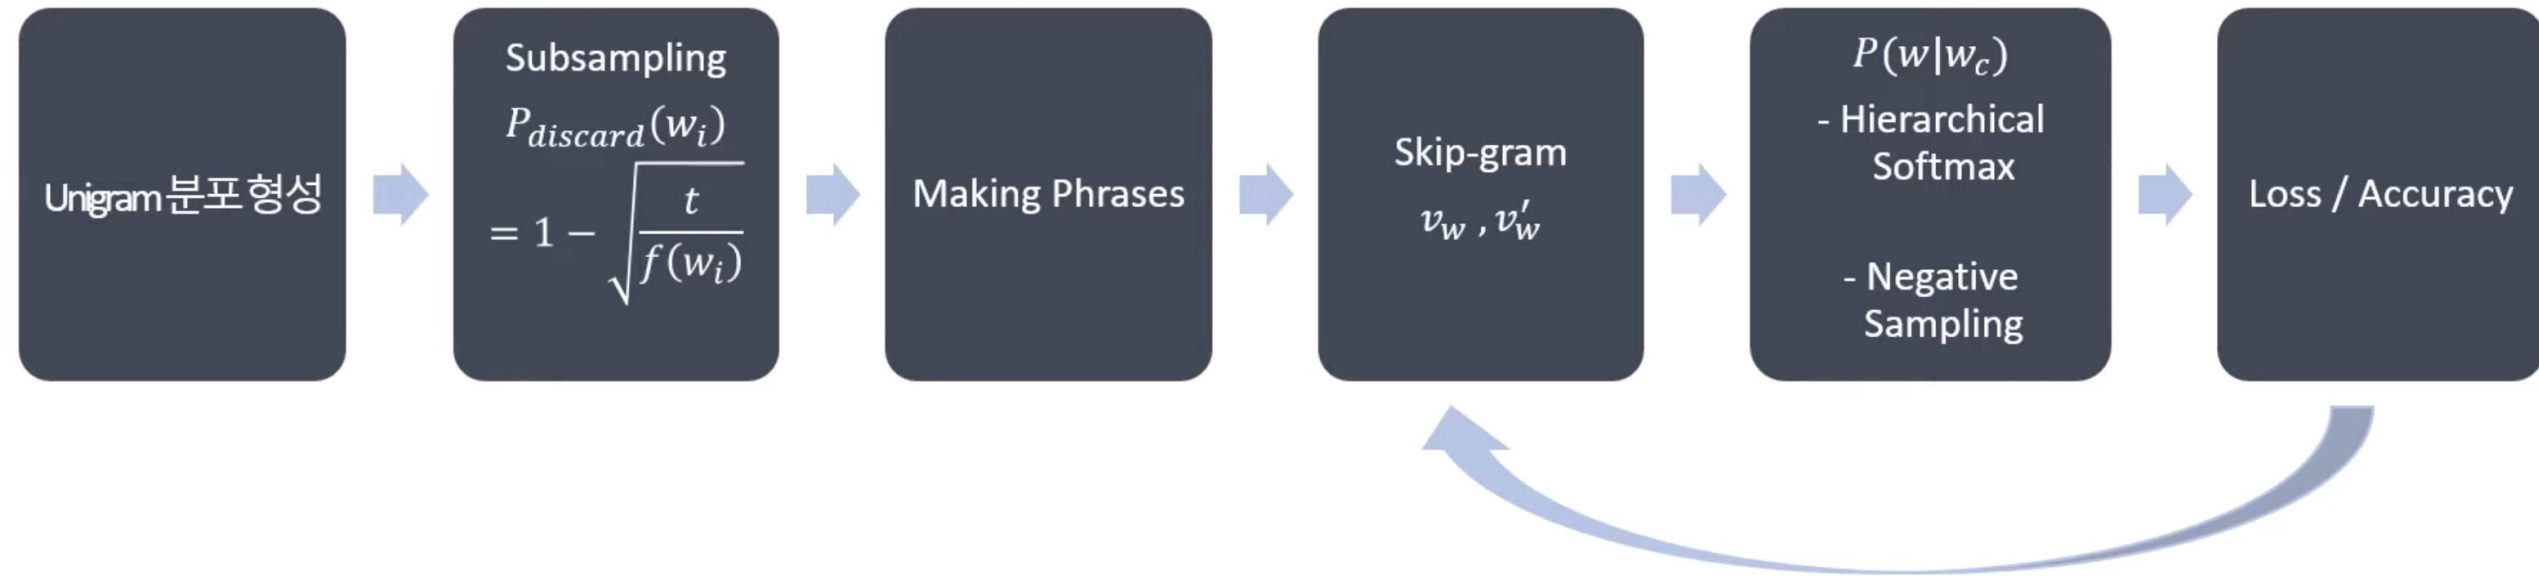 Unigram 분포 형성
Subsampling
P_discard(w_i)
= 1 − √(t / f(w_i))
Making Phrases
Skip-gram
v_w , v′_w
P(w|w_c)
- Hierarchical
Softmax
- Negative
Sampling
Loss / Accuracy